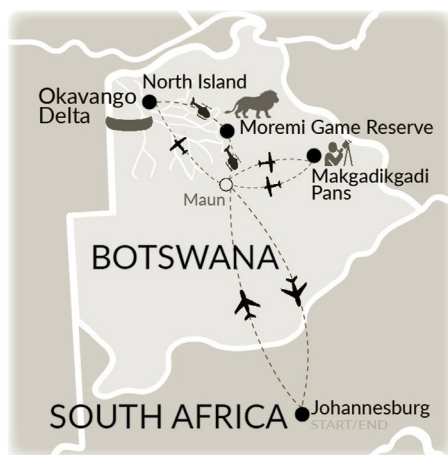 North Island
Okavango
Delta
Moremi Game Reserve
Makgadikgadi
Pans
Maun
BOTSWANA
SOUTH AFRICA
Johannesburg
START/END